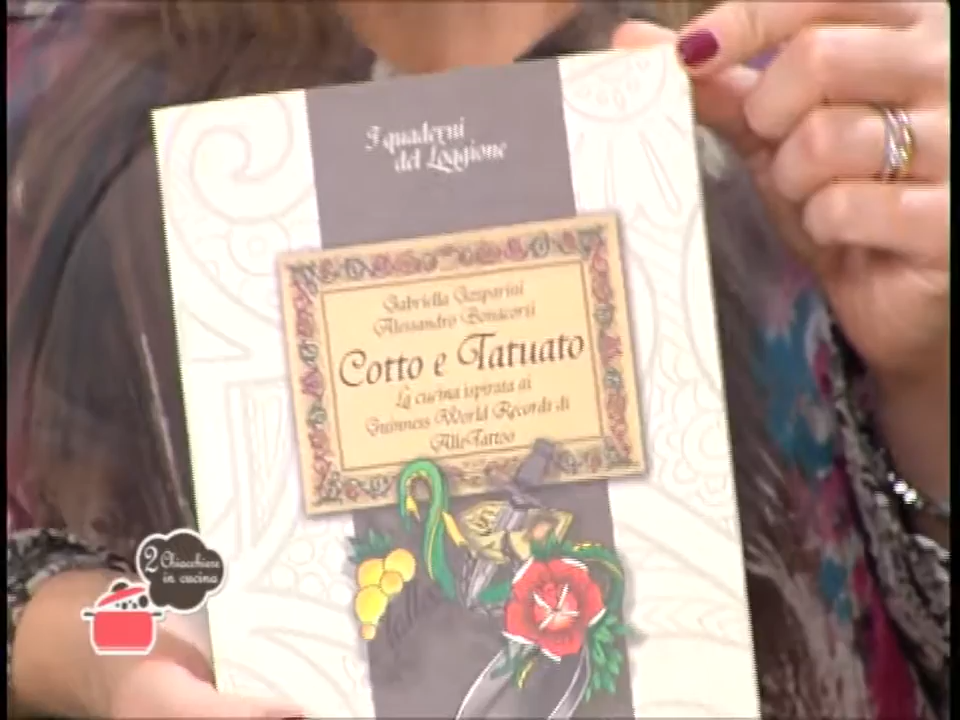 I quaderni
del Loggione
Gabriella Gasparini
Alessandro Bonacorsi
Cotto e Tatuato
La cucina ispirata ai
Guinness World Records di
AlleTattoo
2 Chiacchiere
in cucina